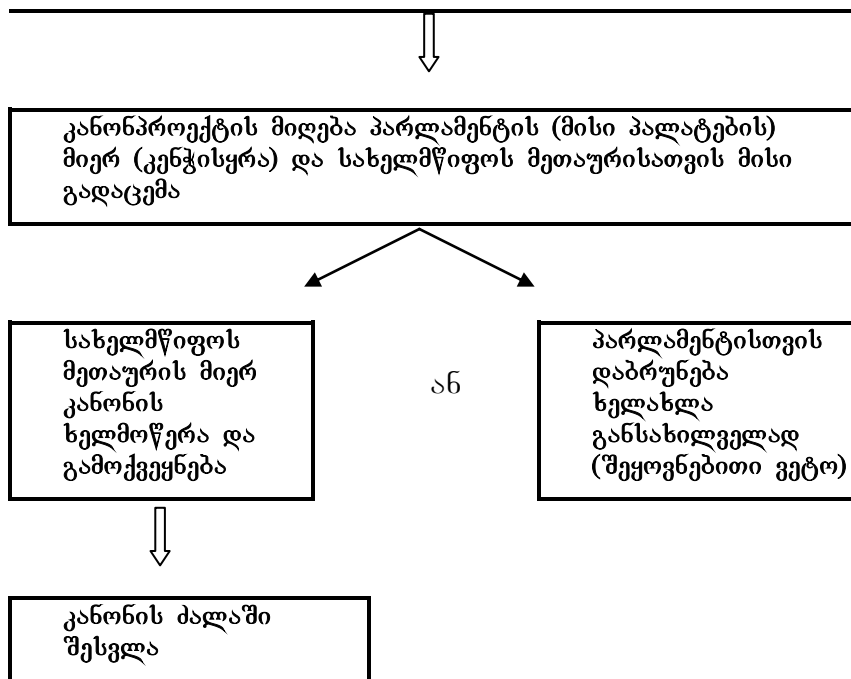 კანონპროექტის მიღება პარლამენტის (მისი პალატების)
მიერ (კენჭისყრა) და სახელმწიფოს მეთაურისათვის მისი
გადაცემა
სახელმწიფოს
მეთაურის მიერ
კანონის
ხელმოწერა და
გამოქვეყნება
ან
პარლამენტისთვის
დაბრუნება
ხელახლა
განსახილველად
(შეყოვნებითი ვეტო)
კანონის ძალაში
შესვლა